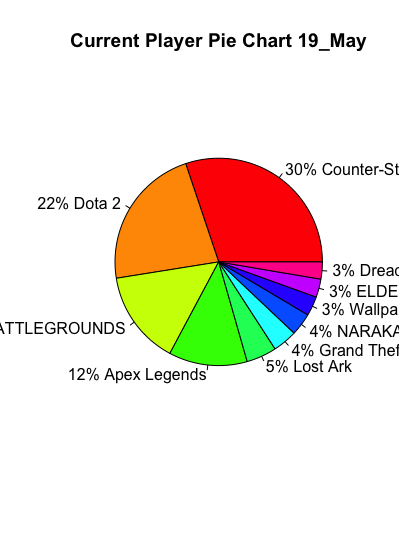 Current Player Pie Chart 19_May
30% Counter-St
22% Dota 2
ATTLEGROUNDS
12% Apex Legends
5% Lost Ark
4% Grand Thef
4% NARAKA
3% Wallpa
3% ELDE
3% Dread